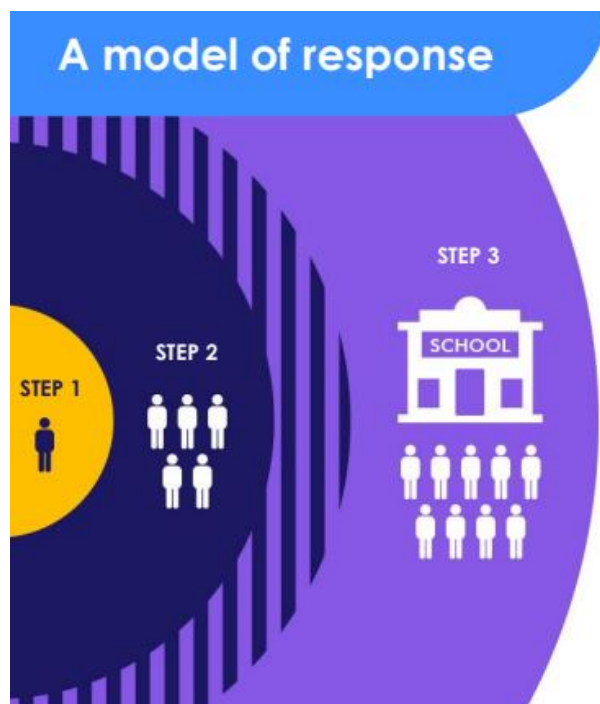 A model of response
STEP 1
STEP 2
STEP 3
SCHOOL